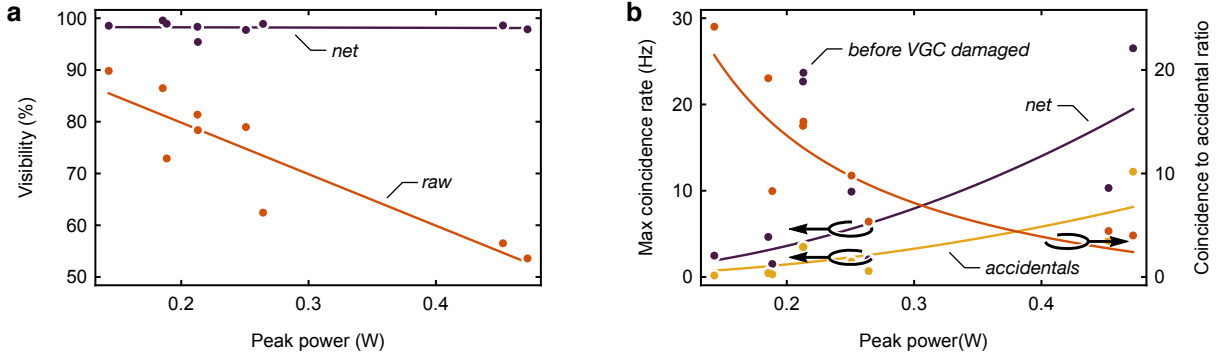 a
Visibility (%)
100
90
80
70
60
50
net
raw
0.2
0.3
0.4
Peak power (W)
b
Max coincidence rate (Hz)
30
20
10
0
before VGC damaged
net
accidentals
20
10
0
Coincidence to accidental ratio
0.2
0.3
0.4
Peak power(W)